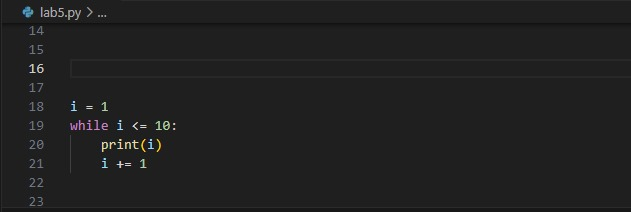 lab5.py > ...
14
15
16
17
18 i = 1
19 while i <= 10:
20     print(i)
21     i += 1
22
23